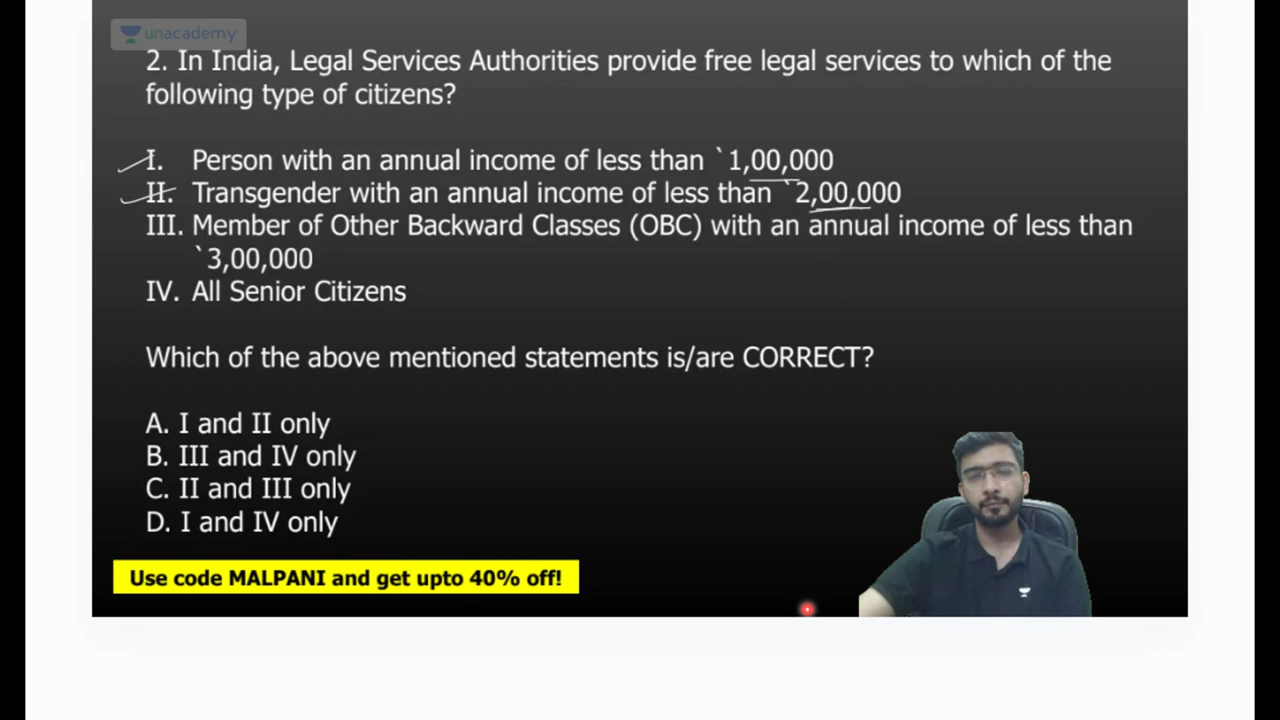 unacademy
2. In India, Legal Services Authorities provide free legal services to which of the
following type of citizens?
I. Person with an annual income of less than `1,00,000
II. Transgender with an annual income of less than `2,00,000
III. Member of Other Backward Classes (OBC) with an annual income of less than
`3,00,000
IV. All Senior Citizens
Which of the above mentioned statements is/are CORRECT?
A. I and II only
B. III and IV only
C. II and III only
D. I and IV only
Use code MALPANI and get upto 40% off!